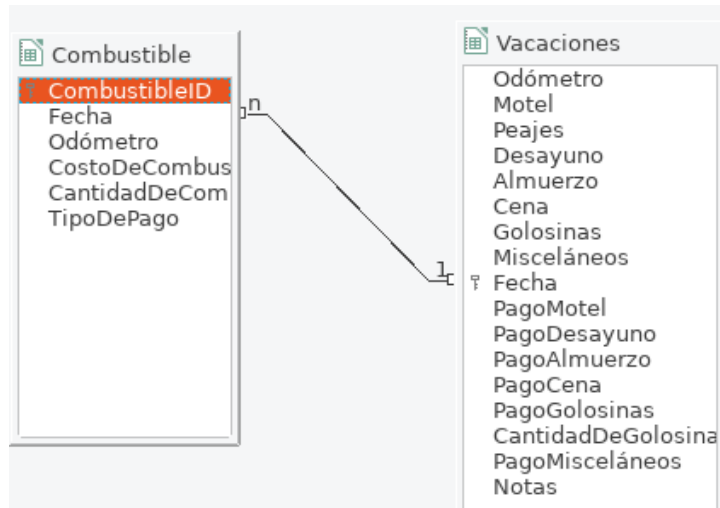 Combustible
CombustibleID
Fecha
Odómetro
CostoDeCombus
CantidadDeCom
TipoDePago
n
1
Vacaciones
Odómetro
Motel
Peajes
Desayuno
Almuerzo
Cena
Golosinas
Misceláneos
Fecha
PagoMotel
PagoDesayuno
PagoAlmuerzo
PagoCena
PagoGolosinas
CantidadDeGolosina
PagoMisceláneos
Notas